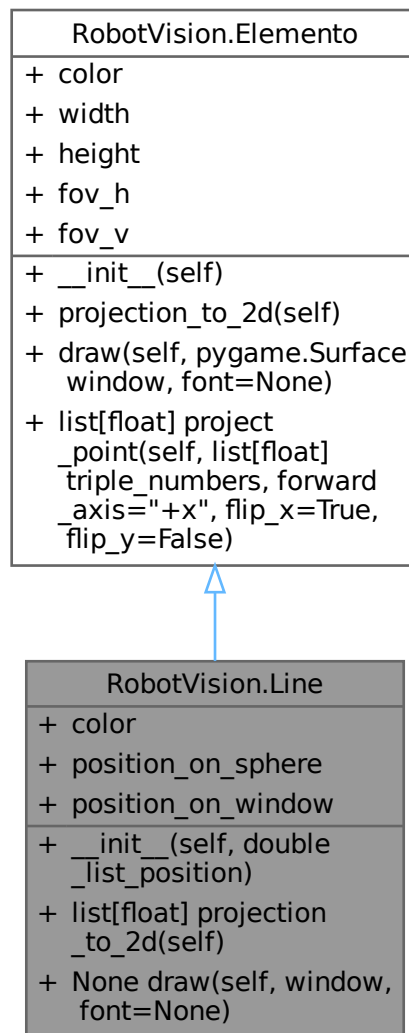 RobotVision.Elemento
+ color
+ width
+ height
+ fov_h
+ fov_v
+ __init__(self)
+ projection_to_2d(self)
+ draw(self, pygame.Surface
window, font=None)
+ list[float] project
_point(self, list[float]
triple_numbers, forward
_axis="+x", flip_x=True,
flip_y=False)
RobotVision.Line
+ color
+ position_on_sphere
+ position_on_window
+ __init__(self, double
_list_position)
+ list[float] projection
_to_2d(self)
+ None draw(self, window,
font=None)